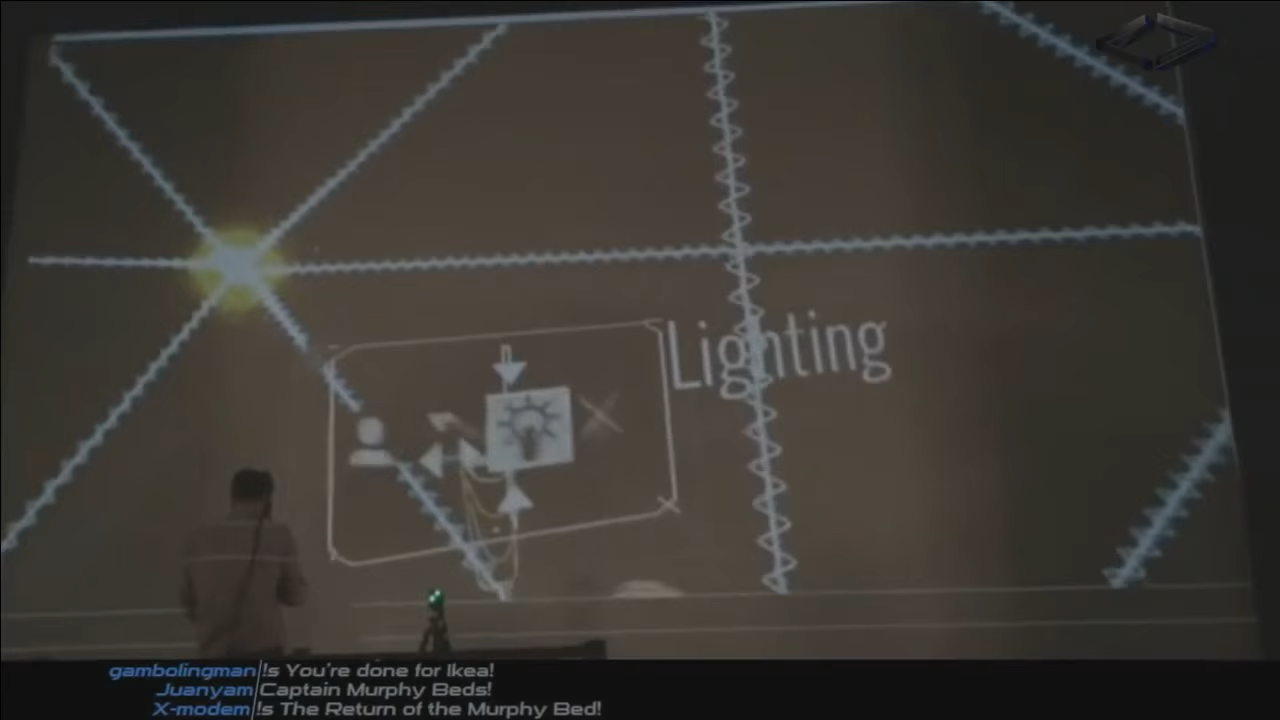 Lighting
gambolingman !s You're done for Ikea!
Juanyam Captain Murphy Beds!
X-modem !s The Return of the Murphy Bed!